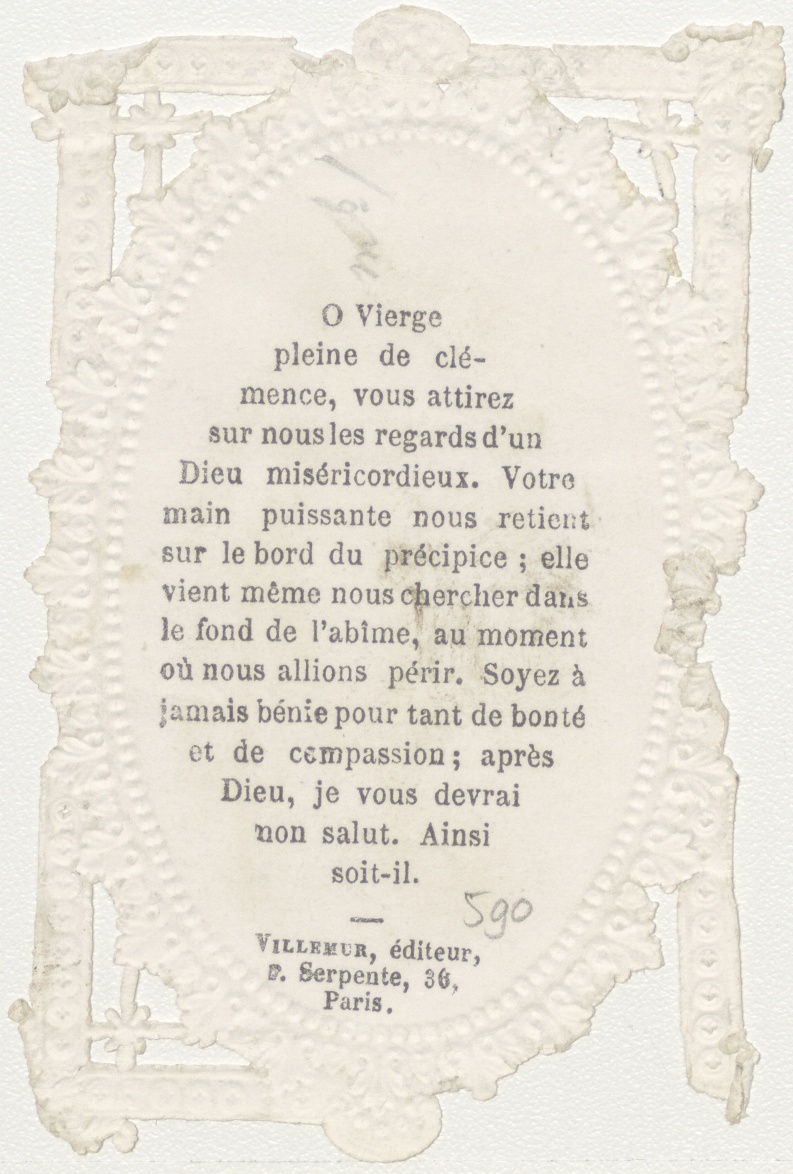 O Vierge
pleine de clé-
mence, vous attirez
sur nous les regards d'un
Dieu miséricordieux. Votre
main puissante nous retient
sur le bord du précipice ; elle
vient même nous chercher dans
le fond de l'abîme, au moment
où nous allions périr. Soyez à
jamais bénie pour tant de bonté
et de compassion ; après
Dieu, je vous devrai
mon salut. Ainsi
soit-il.
590
VILLEMUR, éditeur,
r. Serpente, 36,
Paris.